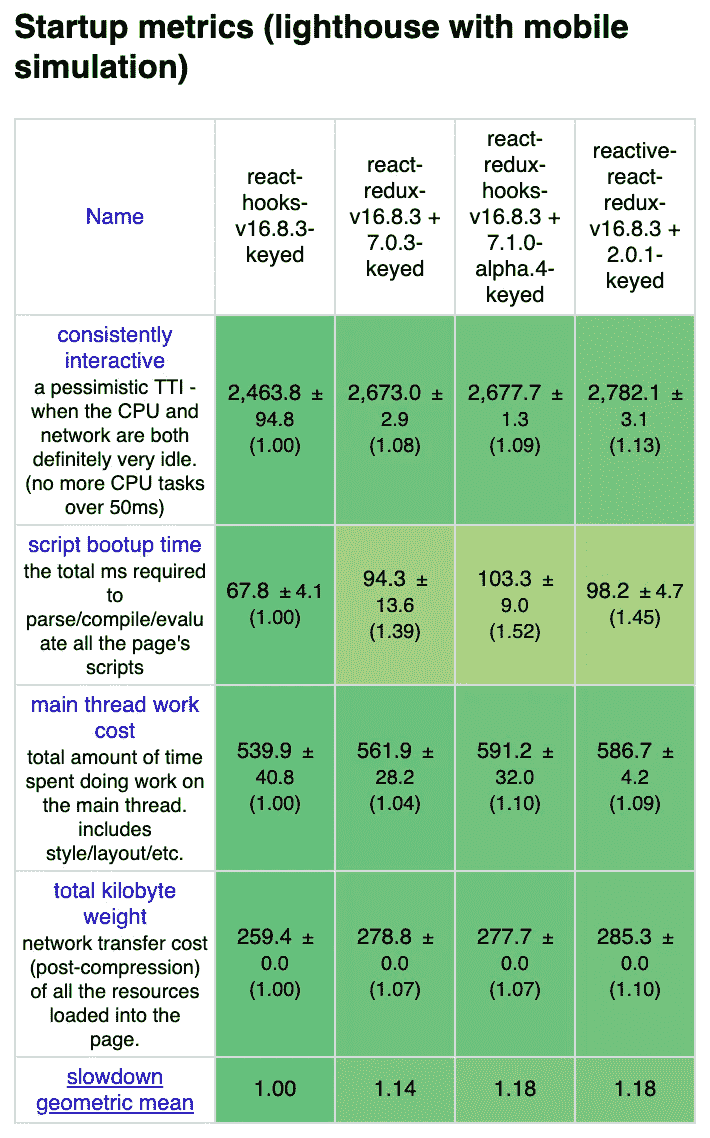 Startup metrics (lighthouse with mobile
simulation)
Name
react-
hooks-
v16.8.3-
keyed
react-
redux-
v16.8.3 +
7.0.3-
keyed
react-
redux-
hooks-
v16.8.3 +
7.1.0-
alpha.4-
keyed
reactive-
react-
redux-
v16.8.3 +
2.0.1-
keyed
consistently
interactive
a pessimistic TTI -
when the CPU and
network are both
definitely very idle.
(no more CPU tasks
over 50ms)
2,463.8 ±
94.8
(1.00)
2,673.0 ±
2.9
(1.08)
2,677.7 ±
1.3
(1.09)
2,782.1 ±
3.1
(1.13)
script bootup time
the total ms required
to
parse/compile/evalu
ate all the page's
scripts
67.8 ± 4.1
(1.00)
94.3 ±
13.6
(1.39)
103.3 ±
9.0
(1.52)
98.2 ± 4.7
(1.45)
main thread work
cost
total amount of time
spent doing work on
the main thread.
includes
style/layout/etc.
539.9 ±
40.8
(1.00)
561.9 ±
28.2
(1.04)
591.2 ±
32.0
(1.10)
586.7 ±
4.2
(1.09)
total kilobyte
weight
network transfer cost
(post-compression)
of all the resources
loaded into the
page.
259.4 ±
0.0
(1.00)
278.8 ±
0.0
(1.07)
277.7 ±
0.0
(1.07)
285.3 ±
0.0
(1.10)
slowdown
geometric mean
1.00
1.14
1.18
1.18